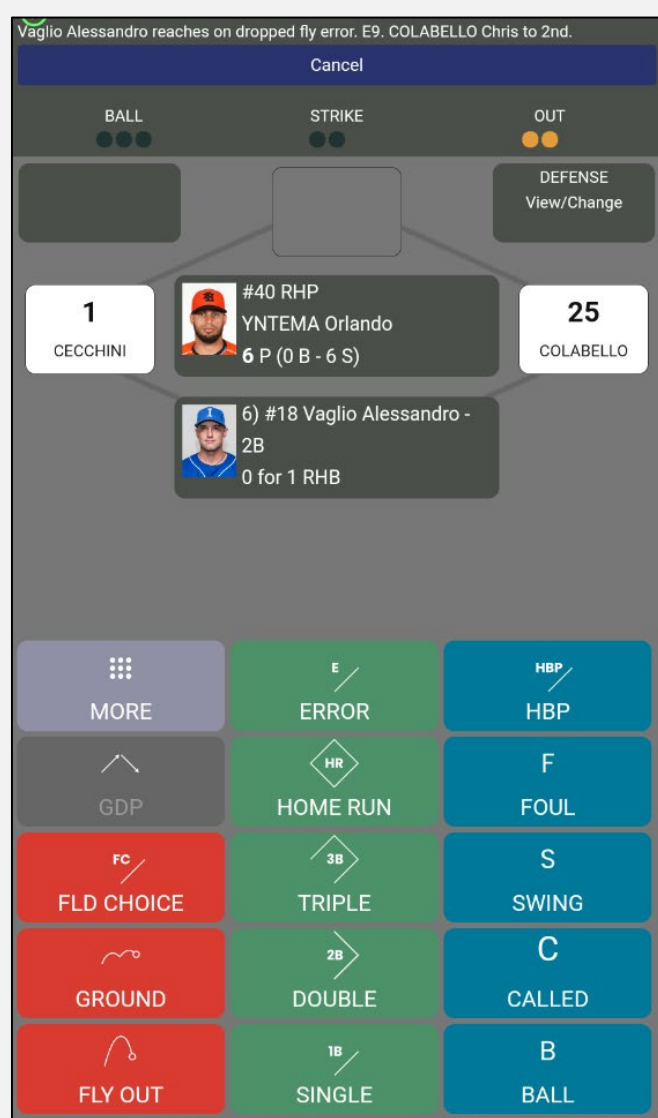 Vaglio Alessandro reaches on dropped fly error. E9. COLABELLO Chris to 2nd.
Cancel
BALL STRIKE OUT
DEFENSE
View/Change
1
CECCHINI
#40 RHP
YNTEMA Orlando
6 P (0 B - 6 S)
25
COLABELLO
6) #18 Vaglio Alessandro -
2B
0 for 1 RHB
MORE
E
ERROR
HBP
HBP
GDP
HR
HOME RUN
F
FOUL
FC
FLD CHOICE
3B
TRIPLE
S
SWING
GROUND
2B
DOUBLE
C
CALLED
FLY OUT
1B
SINGLE
B
BALL